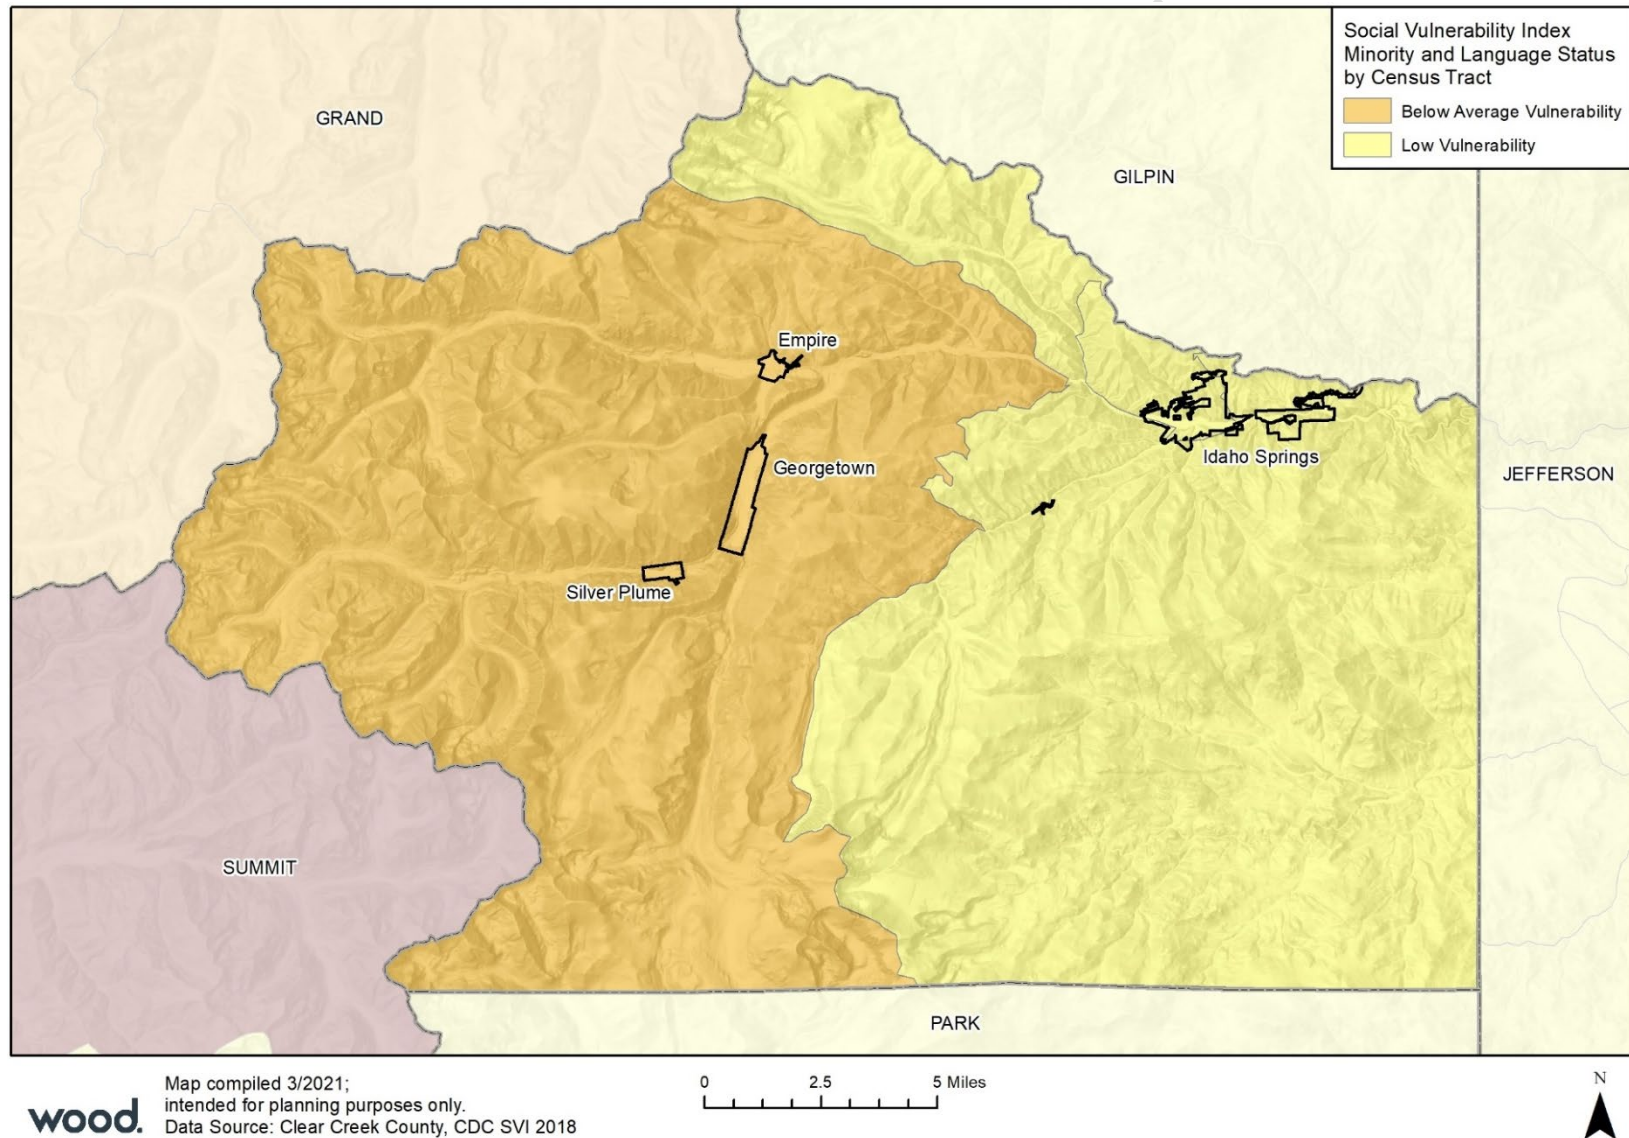 Social Vulnerability Index
Minority and Language Status
by Census Tract
Below Average Vulnerability
Low Vulnerability
GRAND
GILPIN
Empire
Georgetown
Idaho Springs
JEFFERSON
Silver Plume
SUMMIT
PARK
wood.
Map compiled 3/2021;
intended for planning purposes only.
Data Source: Clear Creek County, CDC SVI 2018
0 2.5 5 Miles
N